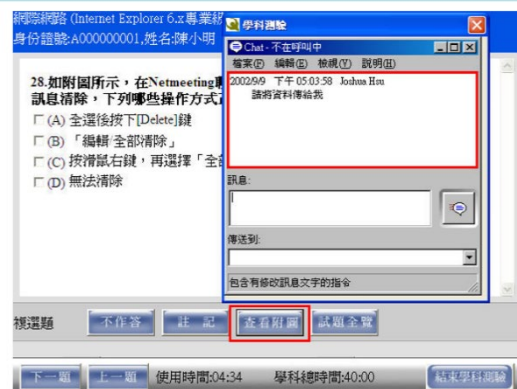 網際網路 (Internet Explorer 6.x專業級
身份證號:A000000001,姓名:陳小明
28.如附圖所示，在Netmeeting
訊息清除，下列哪些操作方式
(A) 全選後按下[Delete]鍵
(B) 「編輯 全部清除」
(C) 按滑鼠右鍵，再選擇「全
(D) 無法清除
學科測驗
Chat - 不在呼叫中
檔案(F) 編輯(E) 檢視(V) 說明(H)
2002/9/9 下午 05:03:58 Joshua Hsu
請將資料傳給我
訊息:
傳送到:
包含有修改訊息文字的指令
複選題 不作答 註 記 查看附圖 試題全覽
下一題 上一題 使用時間:04:34 學科總時間:40:00 結束學科測驗